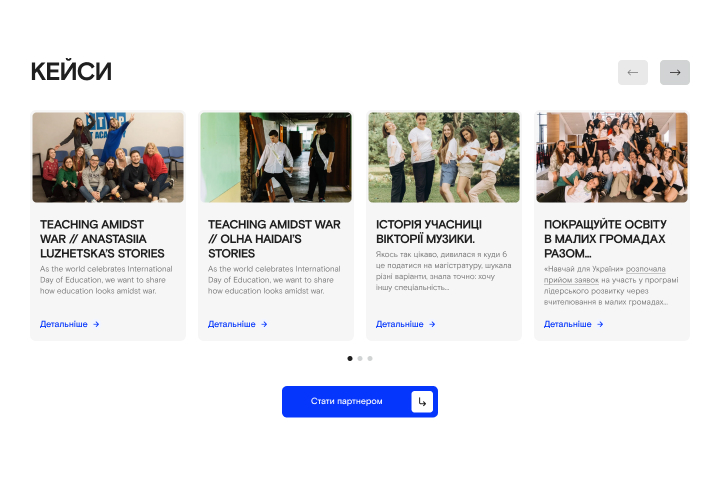 КЕЙСИ
TEACHING AMIDST
WAR // ANASTASIIA
LUZHETSKA'S STORIES
As the world celebrates International
Day of Education, we want to share
how education looks amidst war.
Детальніше →
TEACHING AMIDST WAR
// OLHA HAIDAI'S
STORIES
As the world celebrates International
Day of Education, we want to share
how education looks amidst war.
Детальніше →
ІСТОРІЯ УЧАСНИЦІ
ВІКТОРІЇ МУЗИКИ.
Якось так цікаво, дивилася я куди б
це податися на магістратуру, шукала
різні варіанти, знала точно: хочу
іншу спеціальність...
Детальніше →
ПОКРАЩУЙТЕ ОСВІТУ
В МАЛИХ ГРОМАДАХ
РАЗОМ...
«Навчай для України» розпочала
прийом заявок на участь у програмі
лідерського розвитку через
вчителювання в малих громадах...
Детальніше →
Стати партнером